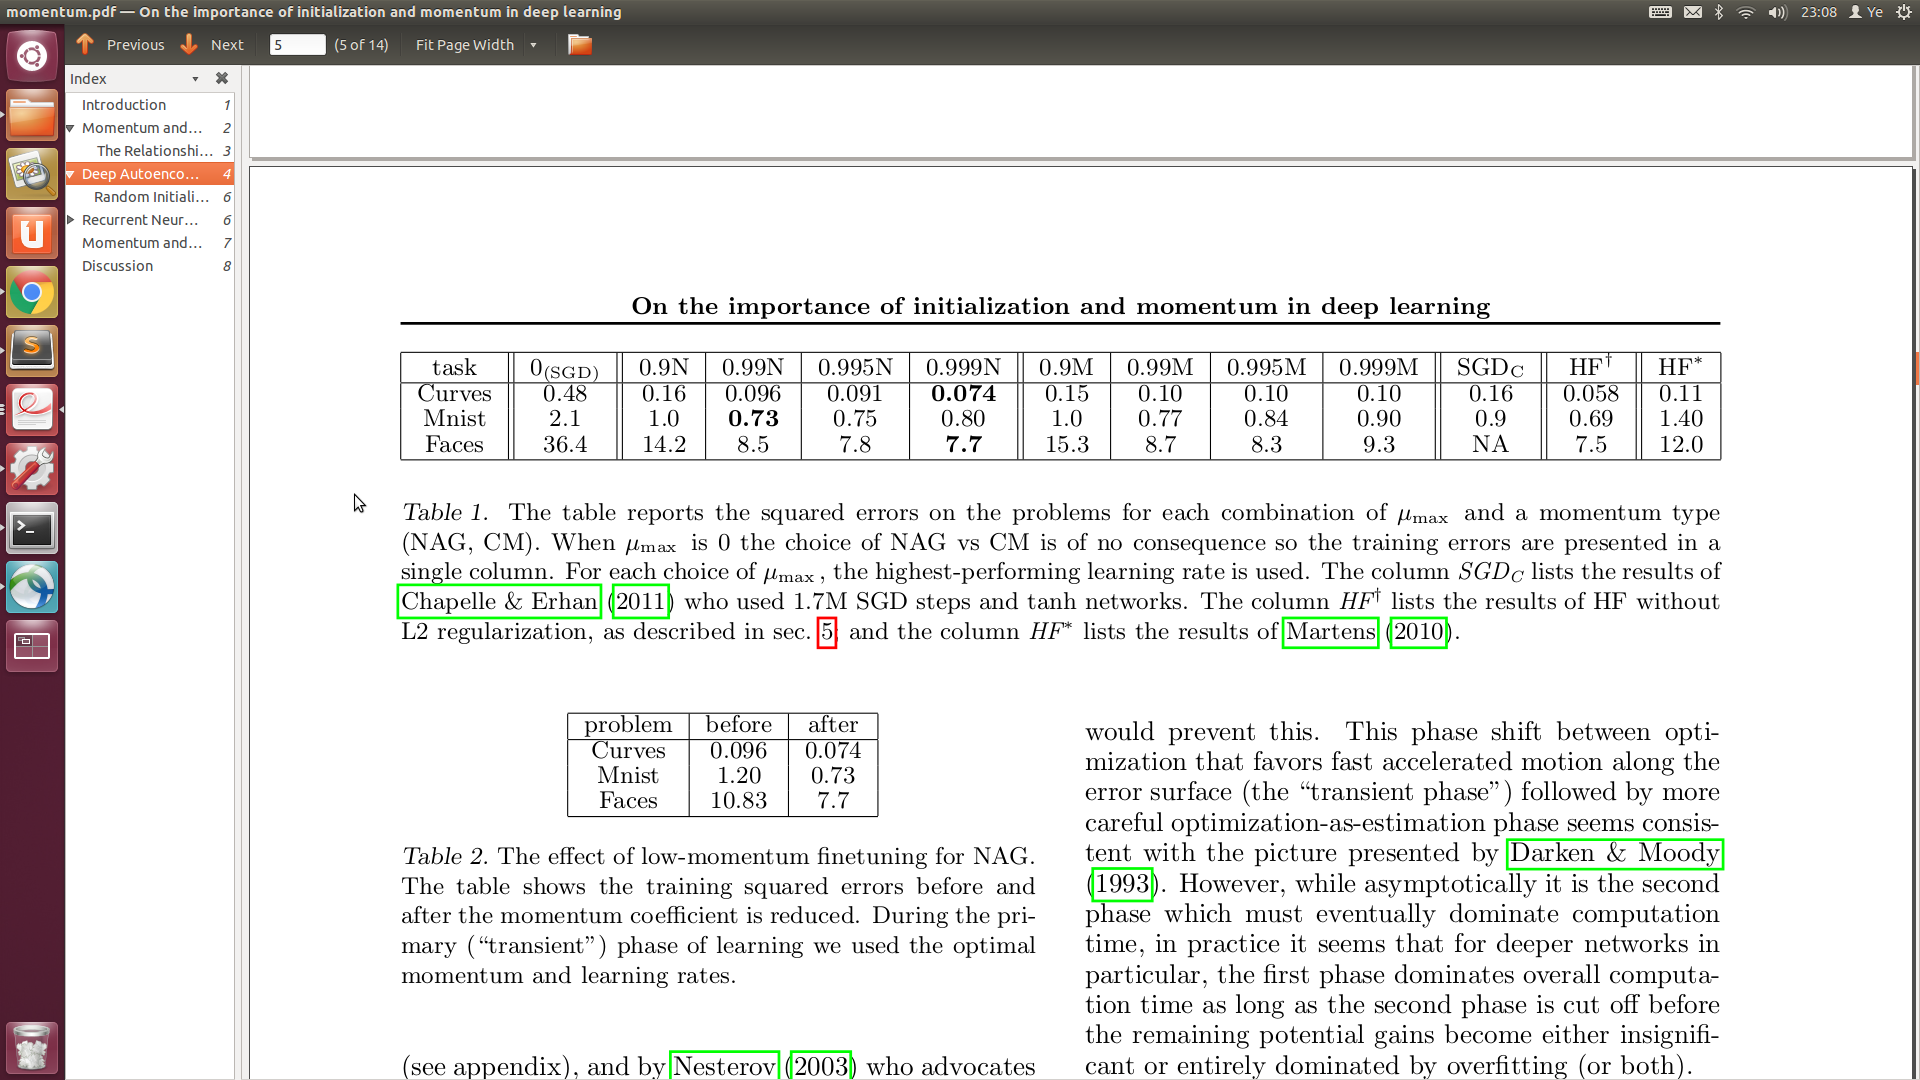 momentum.pdf — On the importance of initialization and momentum in deep learning
23:08 Ye
Previous Next 5 (5 of 14) Fit Page Width
Index
Introduction 1
Momentum and... 2
The Relationshi... 3
Deep Autoenco... 4
Random Initiali... 6
Recurrent Neur... 6
Momentum and... 7
Discussion 8
On the importance of initialization and momentum in deep learning
task 0(SGD) 0.9N 0.99N 0.995N 0.999N 0.9M 0.99M 0.995M 0.999M SGDC HF† HF*
Curves 0.48 0.16 0.096 0.091 0.074 0.15 0.10 0.10 0.10 0.16 0.058 0.11
Mnist 2.1 1.0 0.73 0.75 0.80 1.0 0.77 0.84 0.90 0.9 0.69 1.40
Faces 36.4 14.2 8.5 7.8 7.7 15.3 8.7 8.3 9.3 NA 7.5 12.0
Table 1. The table reports the squared errors on the problems for each combination of μmax and a momentum type
(NAG, CM). When μmax is 0 the choice of NAG vs CM is of no consequence so the training errors are presented in a
single column. For each choice of μmax, the highest-performing learning rate is used. The column SGDC lists the results of
Chapelle & Erhan (2011) who used 1.7M SGD steps and tanh networks. The column HF† lists the results of HF without
L2 regularization, as described in sec. 5; and the column HF* lists the results of Martens (2010).
problem before after
Curves 0.096 0.074
Mnist 1.20 0.73
Faces 10.83 7.7
Table 2. The effect of low-momentum finetuning for NAG.
The table shows the training squared errors before and
after the momentum coefficient is reduced. During the pri-
mary (“transient”) phase of learning we used the optimal
momentum and learning rates.
(see appendix), and by Nesterov (2003) who advocates
would prevent this. This phase shift between opti-
mization that favors fast accelerated motion along the
error surface (the “transient phase”) followed by more
careful optimization-as-estimation phase seems consis-
tent with the picture presented by Darken & Moody
(1993). However, while asymptotically it is the second
phase which must eventually dominate computation
time, in practice it seems that for deeper networks in
particular, the first phase dominates overall computa-
tion time as long as the second phase is cut off before
the remaining potential gains become either insignifi-
cant or entirely dominated by overfitting (or both).